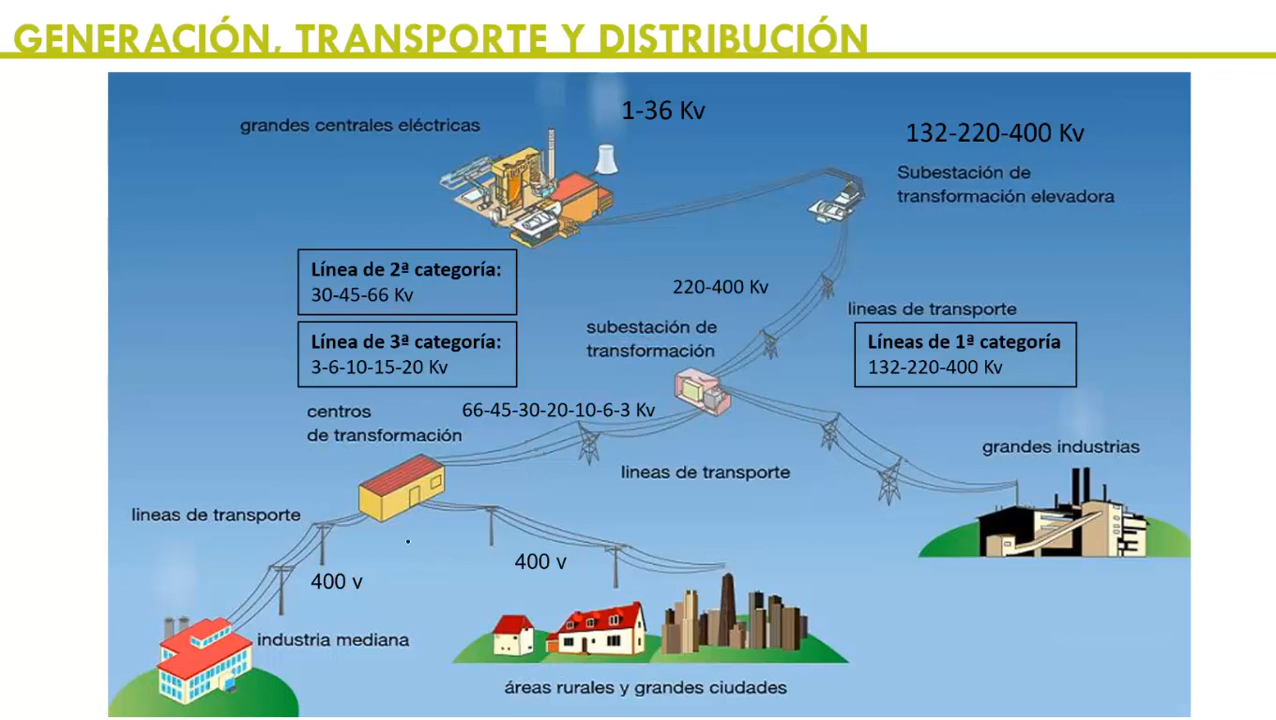 GENERACIÓN, TRANSPORTE Y DISTRIBUCIÓN
1-36 Kv
grandes centrales eléctricas
132-220-400 Kv
Subestación de
transformación elevadora
Línea de 2ª categoría:
30-45-66 Kv
220-400 Kv
lineas de transporte
subestación de
transformación
Línea de 3ª categoría:
3-6-10-15-20 Kv
Líneas de 1ª categoría
132-220-400 Kv
centros
de transformación
66-45-30-20-10-6-3 Kv
grandes industrias
lineas de transporte
lineas de transporte
400 v
400 v
industria mediana
áreas rurales y grandes ciudades